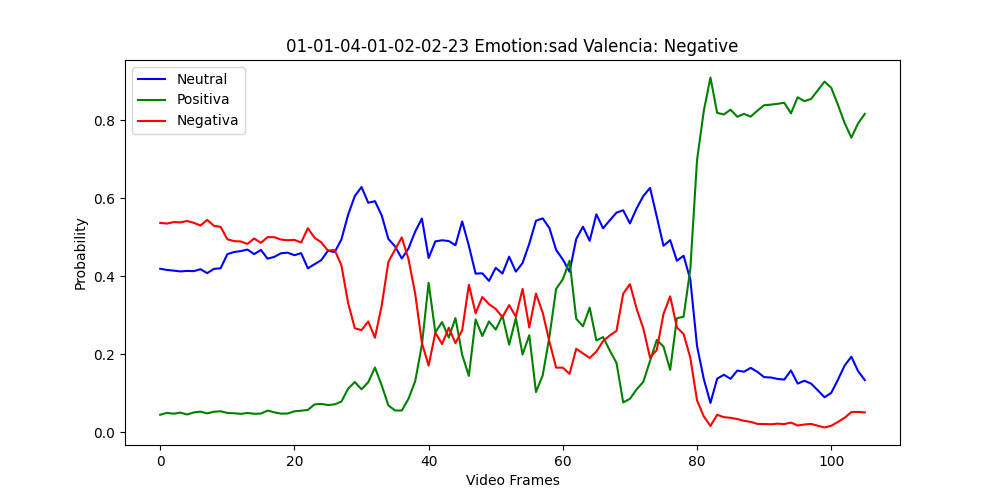 01-01-04-01-02-02-23 Emotion:sad Valencia: Negative
Neutral
Positiva
Negativa
Probability
0.8
0.6
0.4
0.2
0.0
0 20 40 60 80 100
Video Frames